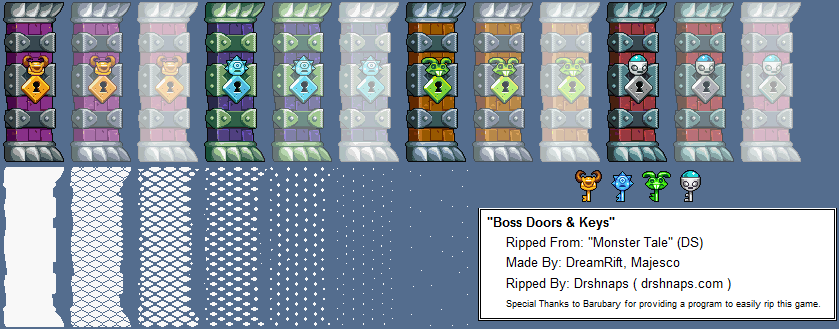 "Boss Doors & Keys"
Ripped From: "Monster Tale" (DS)
Made By: DreamRift, Majesco
Ripped By: Drshnaps ( drshnaps.com )
Special Thanks to Barubary for providing a program to easily rip this game.